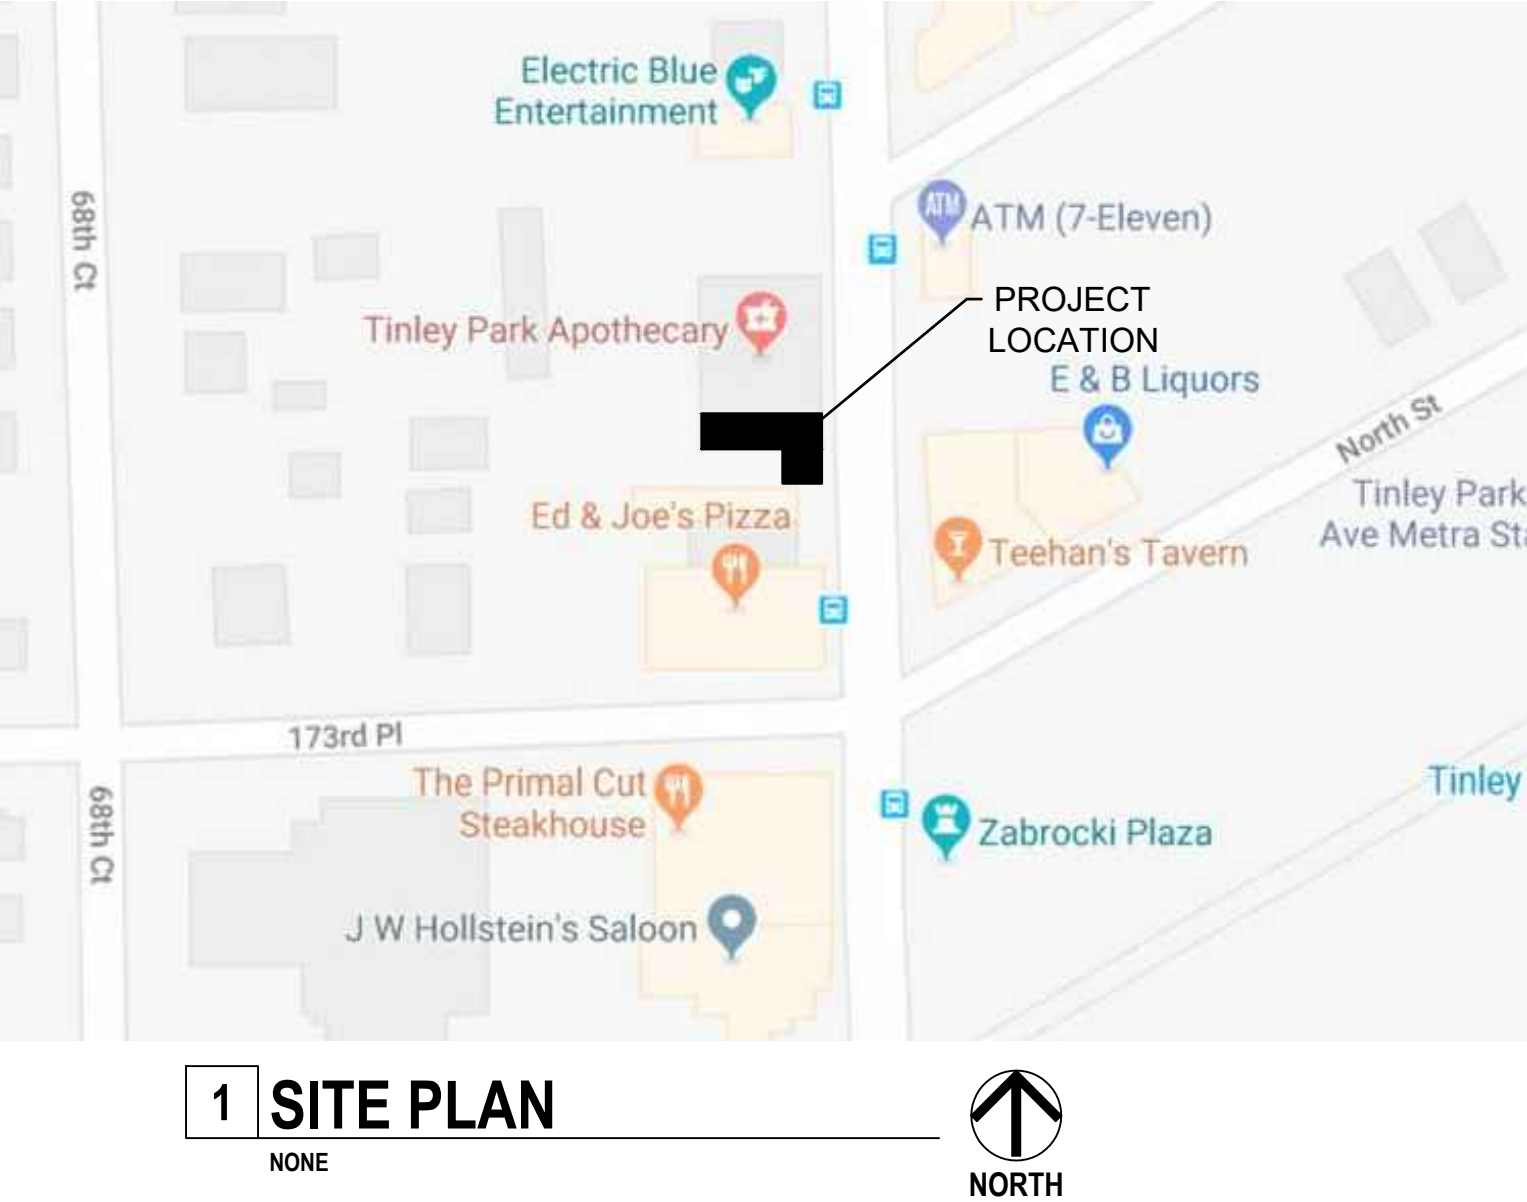 Electric Blue
Entertainment
68th Ct
ATM
ATM (7-Eleven)
PROJECT
LOCATION
Tinley Park Apothecary
E & B Liquors
North St
Tinley Park
Ave Metra Sta
Ed & Joe's Pizza
Teehan's Tavern
173rd Pl
The Primal Cut
Steakhouse
68th Ct
Tinley
Zabrocki Plaza
J W Hollstein's Saloon
1 SITE PLAN
NONE
NORTH